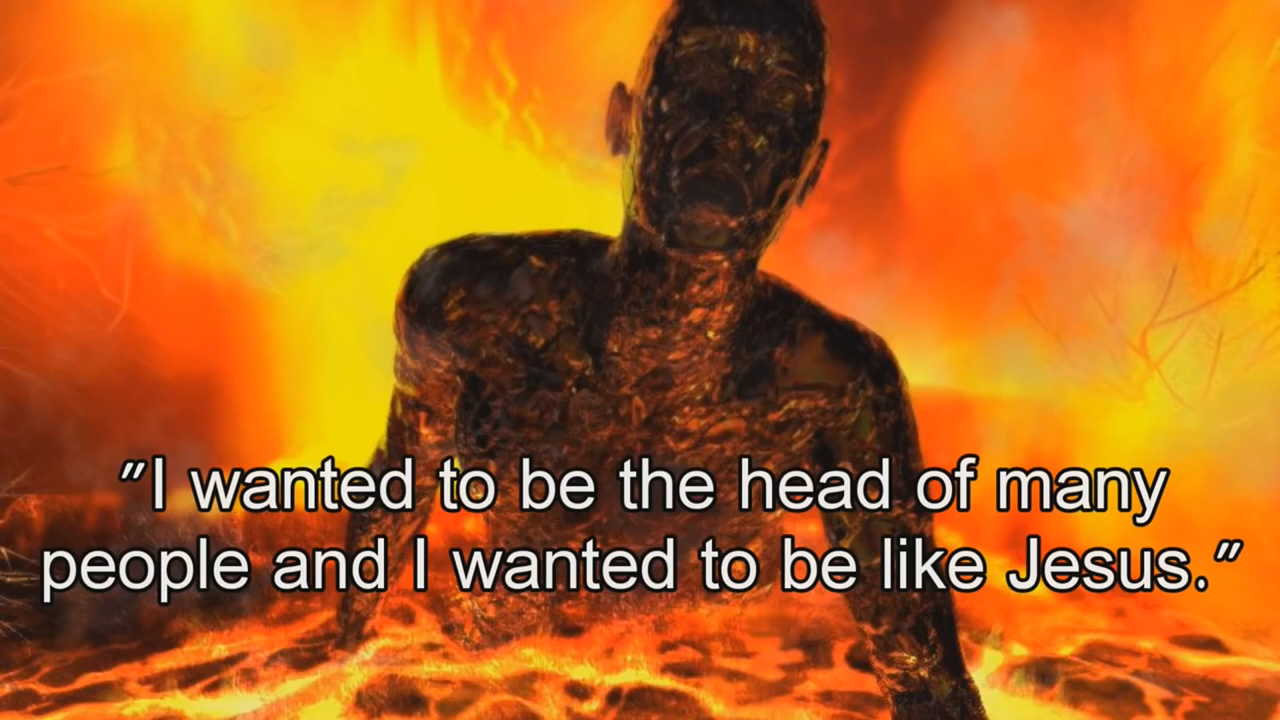 "I wanted to be the head of many
people and I wanted to be like Jesus."